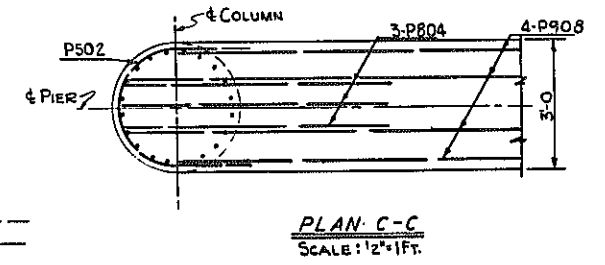 ℄ COLUMN
3-P804
4-P908
P502
℄ PIER
3-0
PLAN C-C
SCALE: 1/2"=1FT.